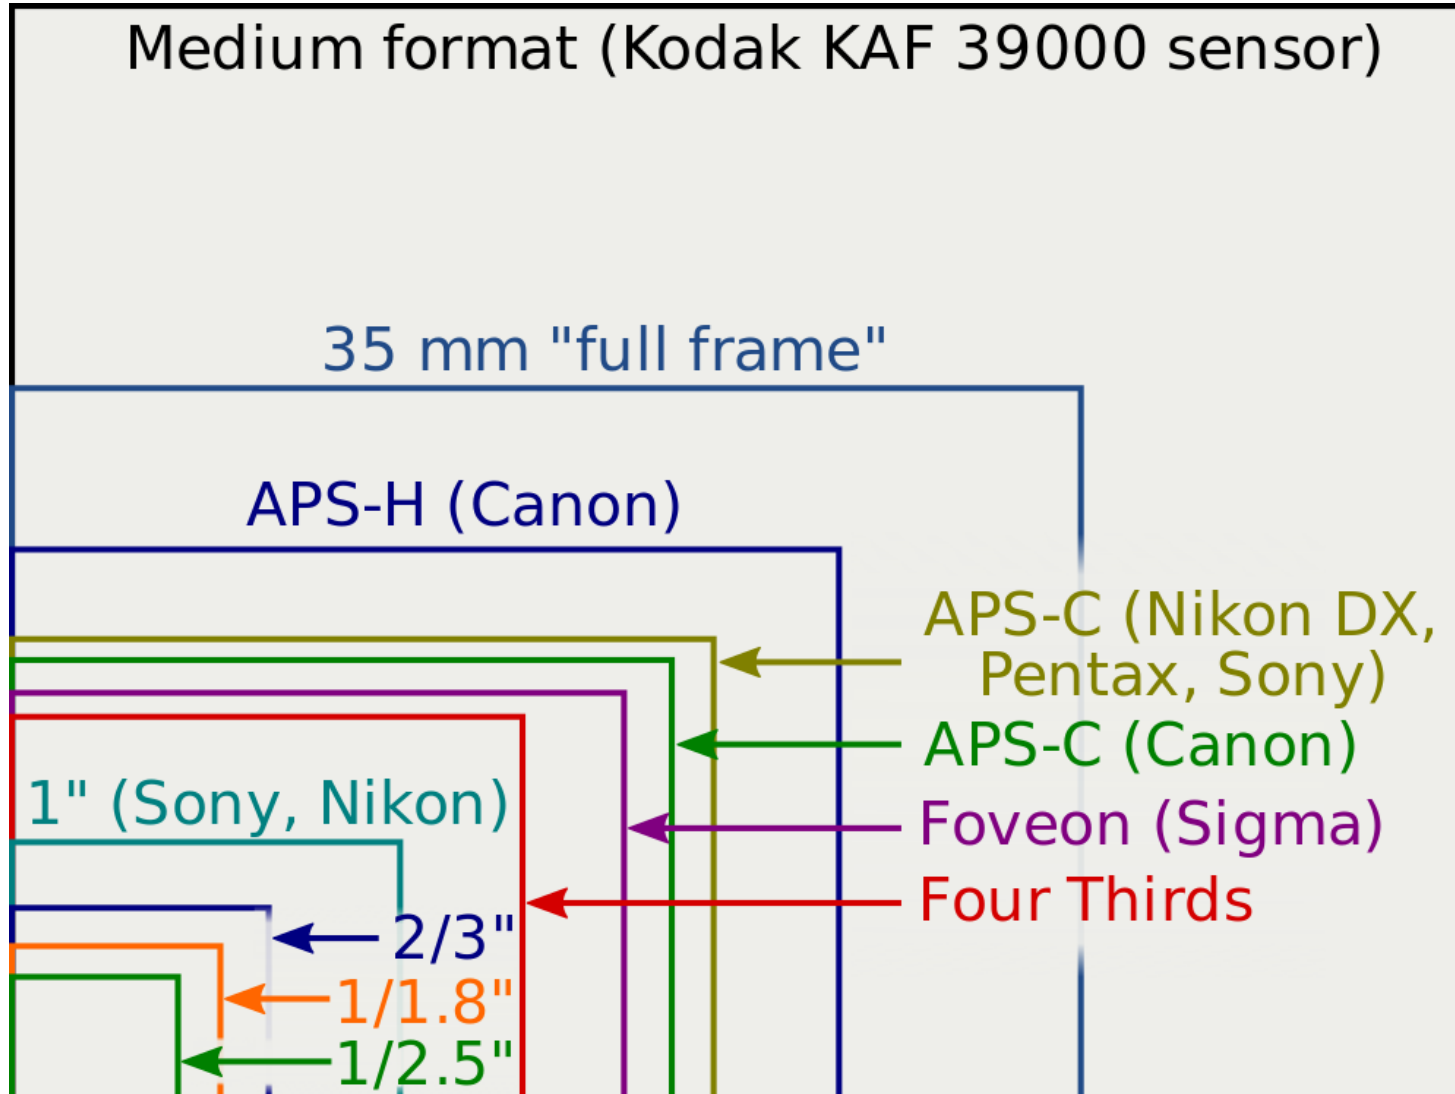 Medium format (Kodak KAF 39000 sensor)
35 mm "full frame"
APS-H (Canon)
APS-C (Nikon DX,
Pentax, Sony)
APS-C (Canon)
1" (Sony, Nikon)
Foveon (Sigma)
Four Thirds
2/3"
1/1.8"
1/2.5"